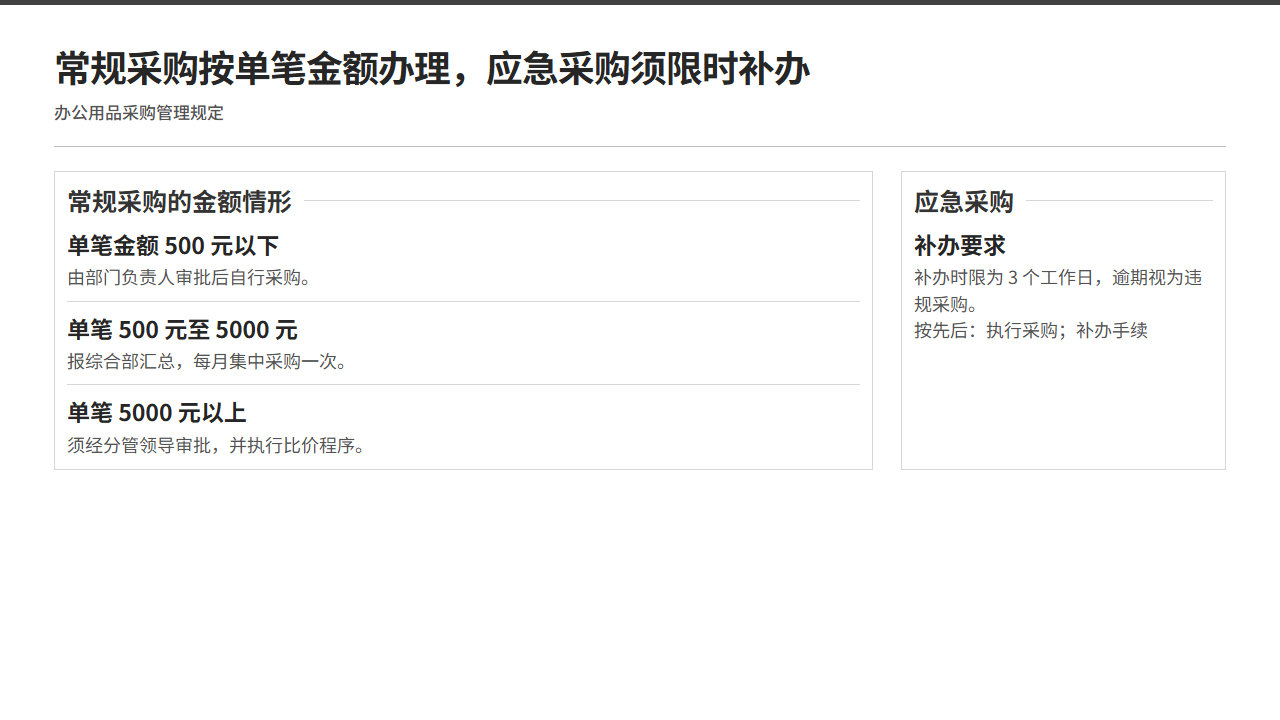 常规采购按单笔金额办理，应急采购须限时补办
办公用品采购管理规定
常规采购的金额情形
单笔金额 500 元以下
由部门负责人审批后自行采购。
单笔 500 元至 5000 元
报综合部汇总，每月集中采购一次。
单笔 5000 元以上
须经分管领导审批，并执行比价程序。
应急采购
补办要求
补办时限为 3 个工作日，逾期视为违
规采购。
按先后：执行采购；补办手续